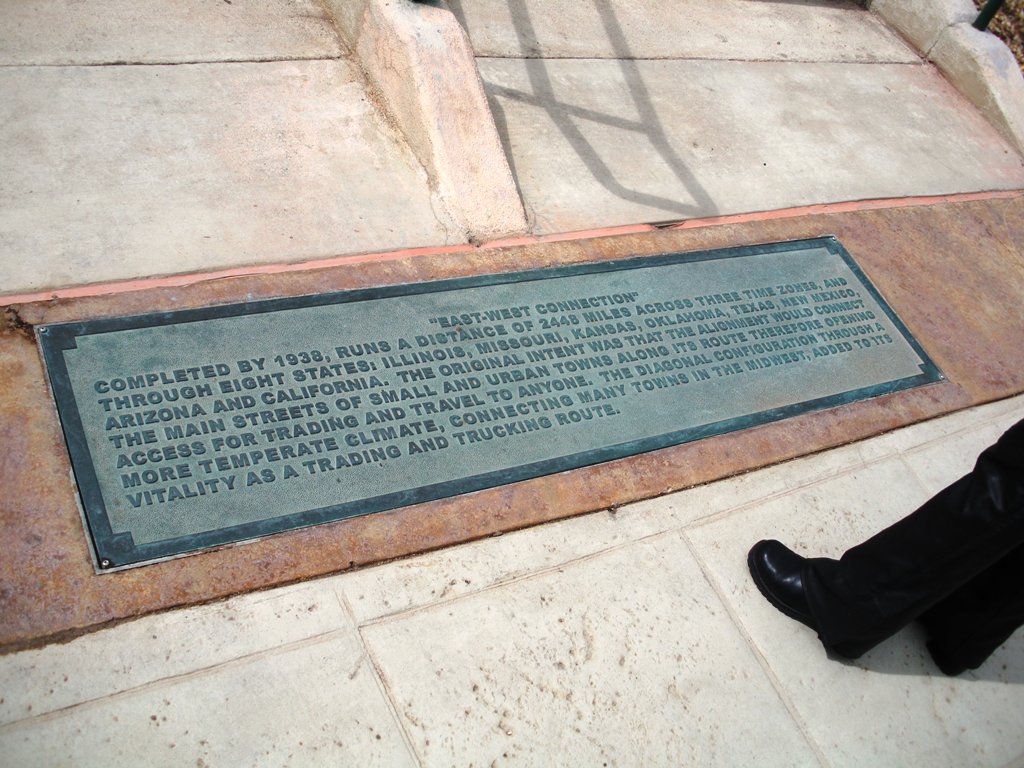 "EAST-WEST CONNECTION"
COMPLETED BY 1938, RUNS A DISTANCE OF 2448 MILES ACROSS THREE TIME ZONES, AND
THROUGH EIGHT STATES; ILLINOIS, MISSOURI, KANSAS, OKLAHOMA, TEXAS, NEW MEXICO,
ARIZONA AND CALIFORNIA. THE ORIGINAL INTENT WAS THAT THE ALIGNMENT WOULD CONNECT
THE MAIN STREETS OF SMALL AND URBAN TOWNS ALONG ITS ROUTE THEREFORE OPENING
ACCESS FOR TRADING AND TRAVEL TO ANYONE. THE DIAGONAL CONFIGURATION THROUGH A
MORE TEMPERATE CLIMATE, CONNECTING MANY TOWNS IN THE MIDWEST, ADDED TO ITS
VITALITY AS A TRADING AND TRUCKING ROUTE.